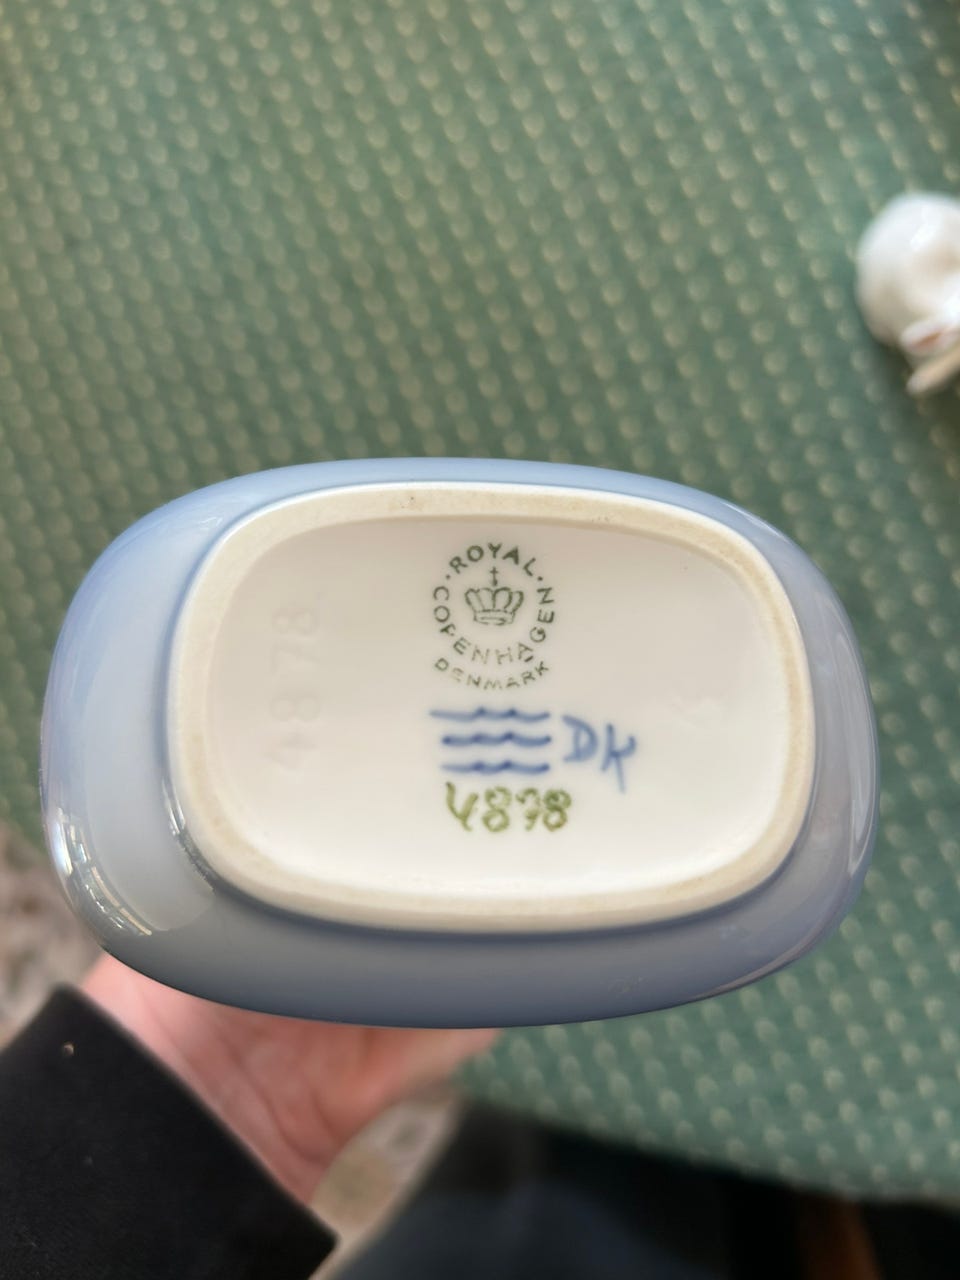 ROYAL
COPENHAGEN
DENMARK
DK
4878
4878